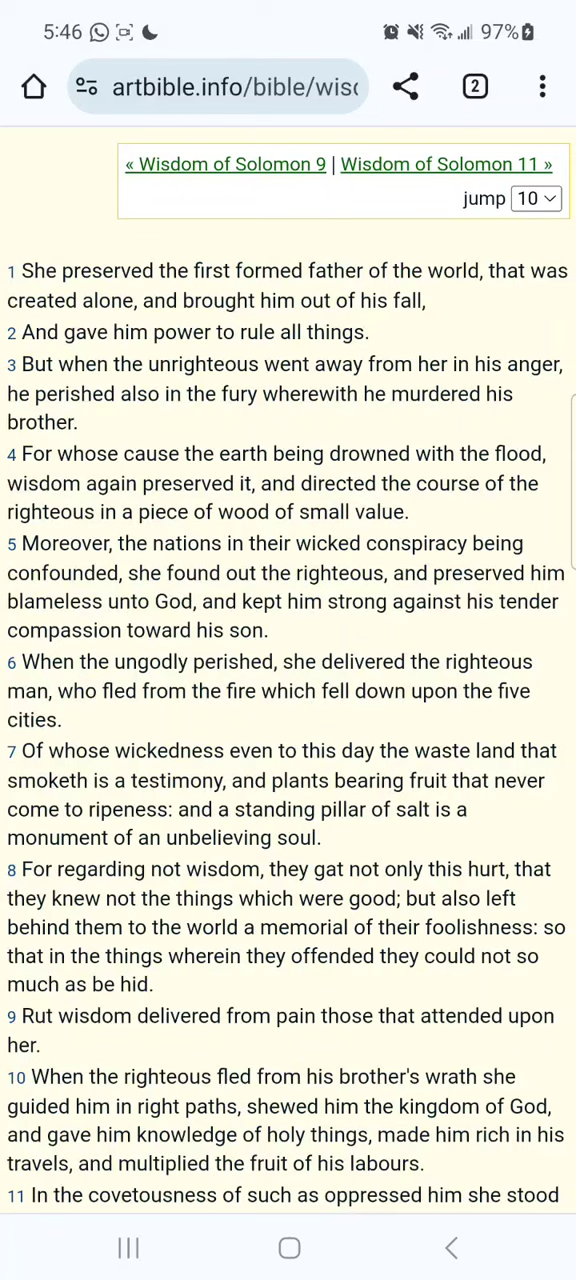 5:46
97%
artbible.info/bible/wisc
2
« Wisdom of Solomon 9 | Wisdom of Solomon 11 »
jump 10
1 She preserved the first formed father of the world, that was
created alone, and brought him out of his fall,
2 And gave him power to rule all things.
3 But when the unrighteous went away from her in his anger,
he perished also in the fury wherewith he murdered his
brother.
4 For whose cause the earth being drowned with the flood,
wisdom again preserved it, and directed the course of the
righteous in a piece of wood of small value.
5 Moreover, the nations in their wicked conspiracy being
confounded, she found out the righteous, and preserved him
blameless unto God, and kept him strong against his tender
compassion toward his son.
6 When the ungodly perished, she delivered the righteous
man, who fled from the fire which fell down upon the five
cities.
7 Of whose wickedness even to this day the waste land that
smoketh is a testimony, and plants bearing fruit that never
come to ripeness: and a standing pillar of salt is a
monument of an unbelieving soul.
8 For regarding not wisdom, they gat not only this hurt, that
they knew not the things which were good; but also left
behind them to the world a memorial of their foolishness: so
that in the things wherein they offended they could not so
much as be hid.
9 Rut wisdom delivered from pain those that attended upon
her.
10 When the righteous fled from his brother's wrath she
guided him in right paths, shewed him the kingdom of God,
and gave him knowledge of holy things, made him rich in his
travels, and multiplied the fruit of his labours.
11 In the covetousness of such as oppressed him she stood